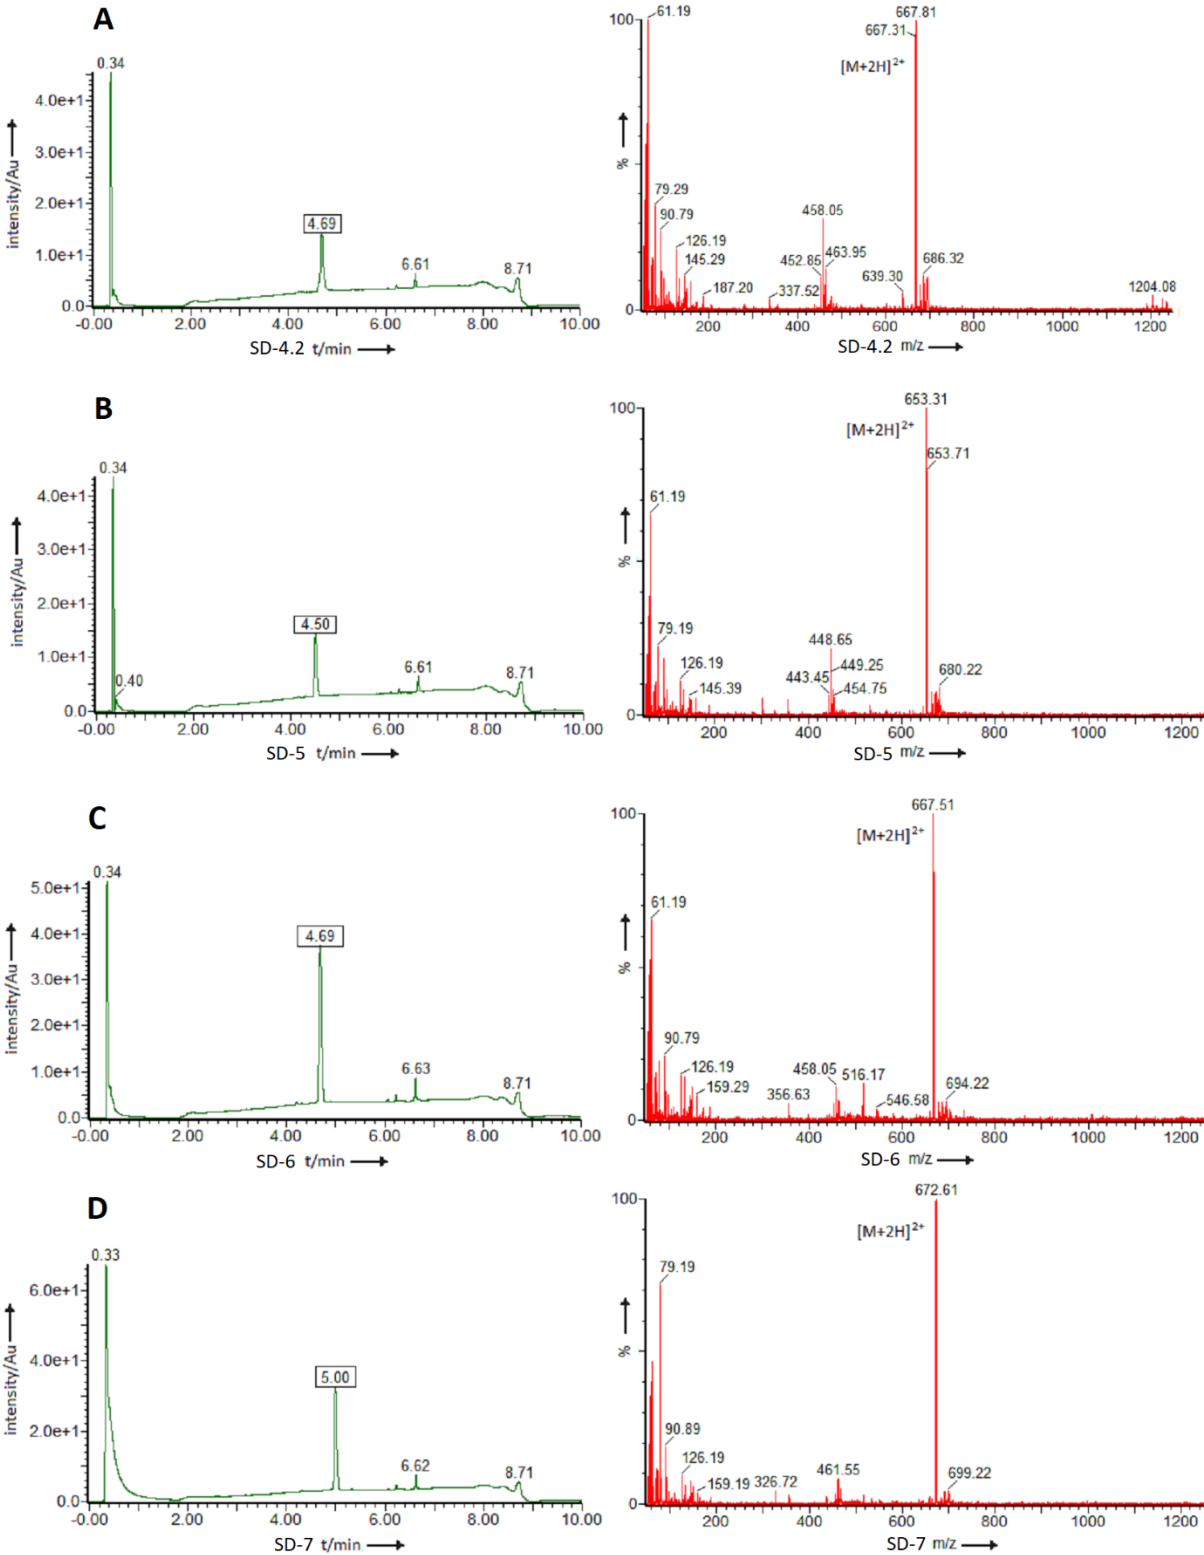 A
0.34
4.69
6.61
8.71
intensity/Au
4.0e+1
3.0e+1
2.0e+1
1.0e+1
0.0
-0.00 2.00 4.00 6.00 8.00 10.00
SD-4.2 t/min
100
%
0
61.19
667.81
667.31
[M+2H]2+
79.29
90.79
126.19
145.29
187.20
337.52
458.05
452.85
463.95
639.30
686.32
1204.08
200 400 600 800 1000 1200
SD-4.2 m/z
B
0.34
0.40
4.50
6.61
8.71
intensity/Au
4.0e+1
3.0e+1
2.0e+1
1.0e+1
0.0
-0.00 2.00 4.00 6.00 8.00 10.00
SD-5 t/min
100
%
0
653.31
[M+2H]2+
653.71
61.19
79.19
126.19
145.39
448.65
449.25
443.45
454.75
680.22
200 400 600 800 1000 1200
SD-5 m/z
C
0.34
4.69
6.63
8.71
intensity/Au
5.0e+1
4.0e+1
3.0e+1
2.0e+1
1.0e+1
0.0
-0.00 2.00 4.00 6.00 8.00 10.00
SD-6 t/min
100
%
0
667.51
[M+2H]2+
61.19
90.79
126.19
159.29
356.63
458.05
516.17
546.58
694.22
200 400 600 800 1000 1200
SD-6 m/z
D
0.33
5.00
6.62
8.71
intensity/Au
6.0e+1
4.0e+1
2.0e+1
0.0
-0.00 2.00 4.00 6.00 8.00 10.00
SD-7 t/min
100
%
0
672.61
[M+2H]2+
79.19
90.89
126.19
159.19
326.72
461.55
699.22
200 400 600 800 1000 1200
SD-7 m/z